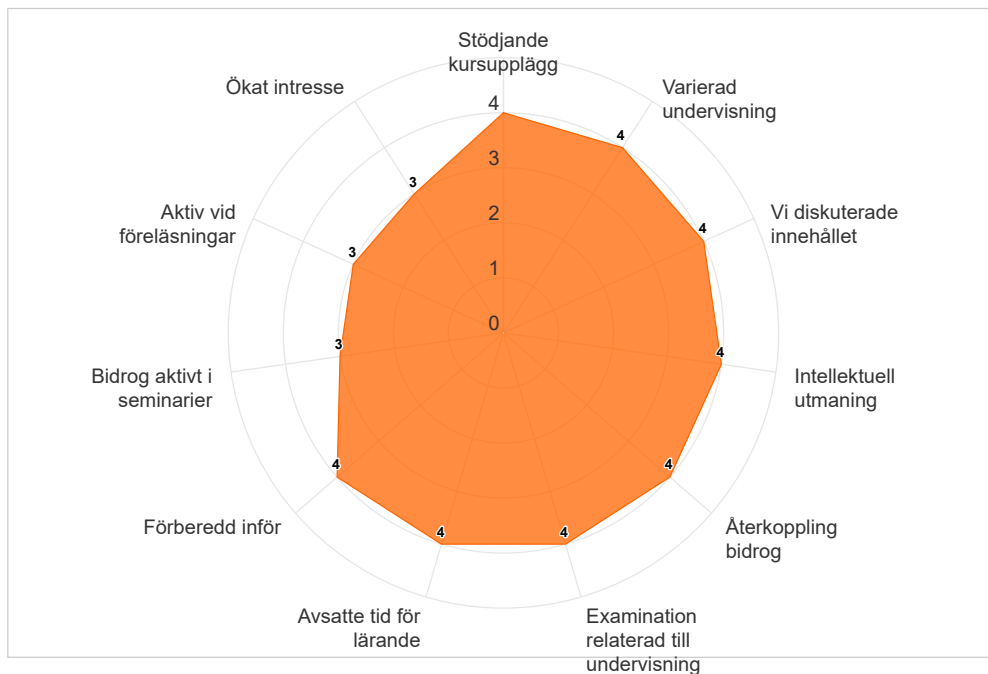 Stödjande
kursupplägg
Ökat intresse
Varierad
undervisning
4
4
3
3
Aktiv vid
föreläsningar
Vi diskuterade
innehållet
2
3
4
1
0
3
4
Bidrog aktivt i
seminarier
Intellektuell
utmaning
4
4
Förberedd inför
Återkoppling
bidrog
4
4
Avsatte tid för
lärande
Examination
relaterad till
undervisning